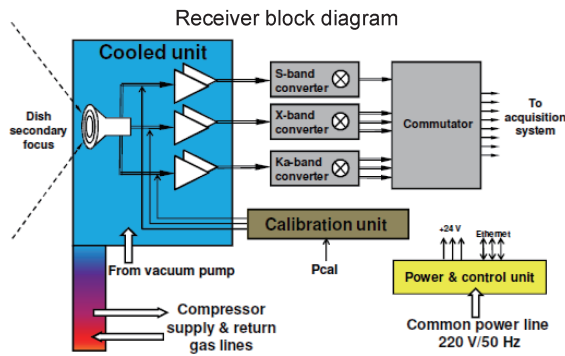 Receiver block diagram
Cooled unit
Dish
secondary
focus
S-band
converter
X-band
converter
Ka-band
converter
Commutator
To
acquisition
system
Calibration unit
From vacuum pump
Pcal
+24 V
Ethernet
Power & control unit
Compressor
supply & return
gas lines
Common power line
220 V/50 Hz